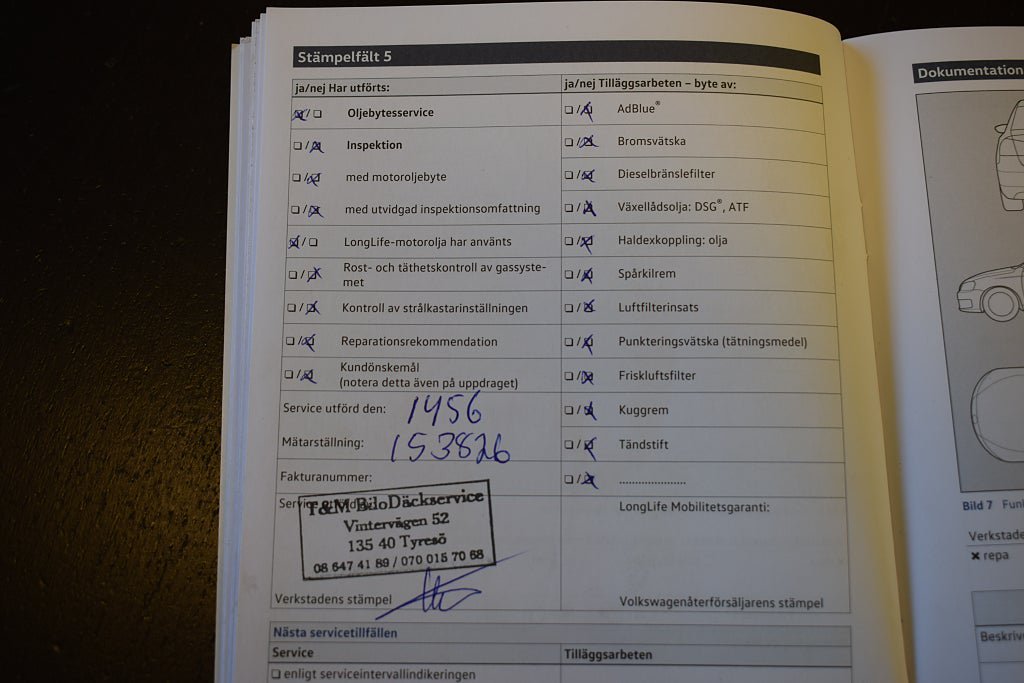 Stämpelfält 5
ja/nej Har utförts:
Oljebytesservice
Inspektion
med motoroljebyte
med utvidgad inspektionsomfattning
LongLife-motorolja har använts
Rost- och täthetskontroll av gassyste-
met
Kontroll av strålkastarinställningen
Reparationsrekommendation
Kundönskemål
(notera detta även på uppdraget)
Service utförd den: 1456
Mätarställning: 153826
Fakturanummer:
Service
T&M BiloDäckservice
Vintervägen 52
135 40 Tyresö
08 647 41 89 / 070 015 70 68
Verkstadens stämpel
ja/nej Tilläggsarbeten – byte av:
AdBlue®
Bromsvätska
Dieselbränslefilter
Växellådsolja: DSG®, ATF
Haldexkoppling: olja
Spårkilrem
Luftfilterinsats
Punkteringsvätska (tätningsmedel)
Friskluftsfilter
Kuggrem
Tändstift
.....................
LongLife Mobilitetsgaranti:
Volkswagenåterförsäljarens stämpel
Nästa servicetillfällen
Service
Tilläggsarbeten
enligt serviceintervallindikeringen
Dokumentation
Bild 7
Verkstade
✖ repa
Beskriv